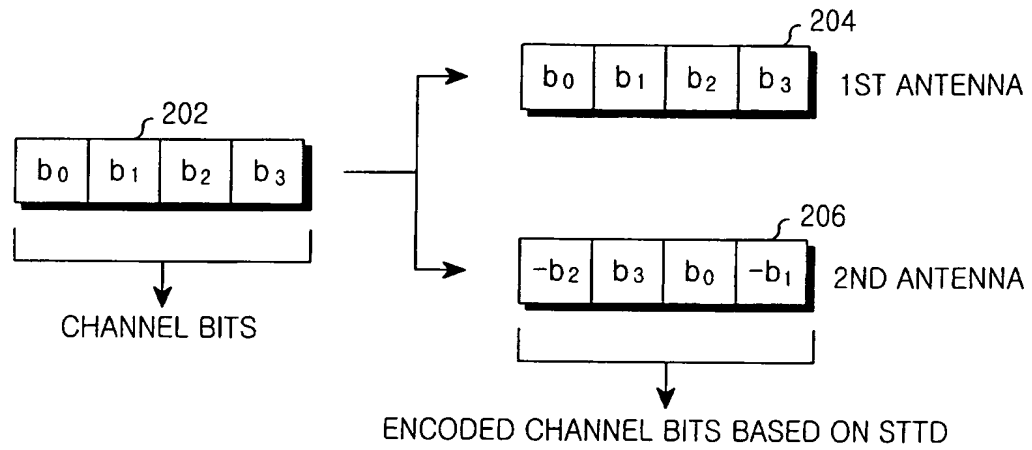 204
b0 b1 b2 b3 1ST ANTENNA
202
b0 b1 b2 b3
206
-b2 b3 b0 -b1 2ND ANTENNA
CHANNEL BITS
ENCODED CHANNEL BITS BASED ON STTD